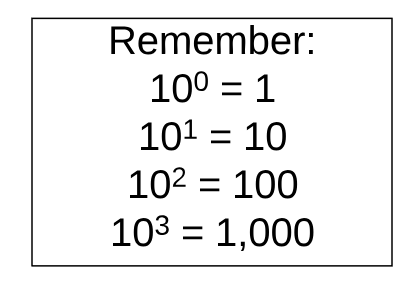 Remember:
10⁰ = 1
10¹ = 10
10² = 100
10³ = 1,000